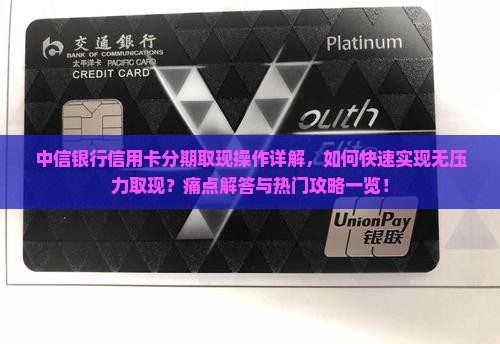 交通銀行
BANK OF COMMUNICATIONS
太平洋卡 PACIFIC CARD
CREDIT CARD
Platinum
outh
中信银行信用卡分期取现操作详解，如何快速实现无压
力取现？痛点解答与热门攻略一览！
UnionPay
银联